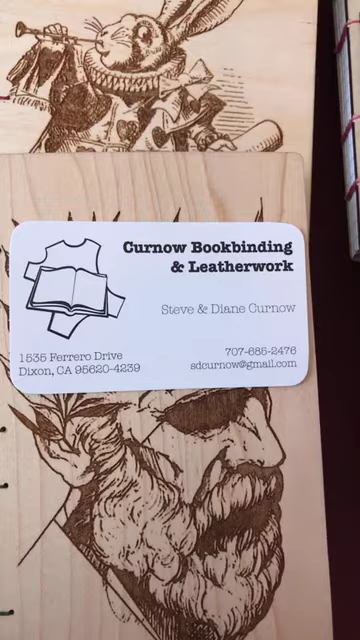 Curnow Bookbinding
& Leatherwork
Steve & Diane Curnow
1535 Ferrero Drive
Dixon, CA 95620-4239
707-685-2476
sdcurnow@gmail.com